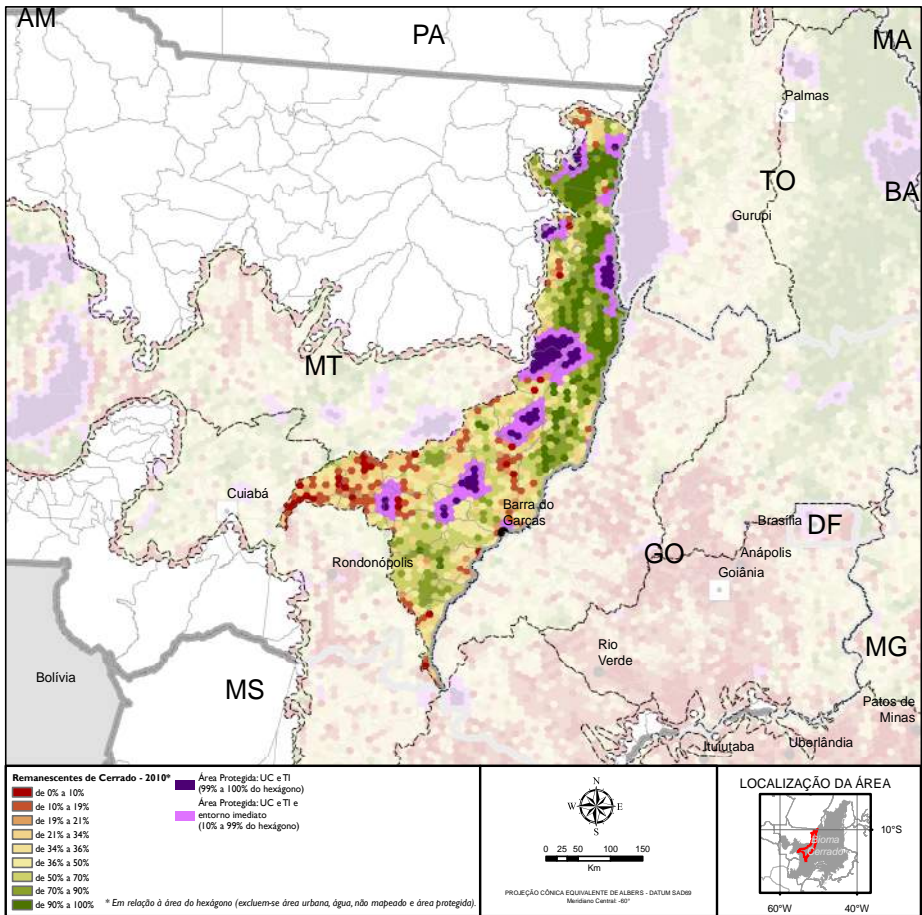 AM
PA
MA
Palmas
TO
BA
Gurupi
MT
Cuiabá
Barra do
Garças
Brasília
DF
Rondonópolis
GO
Anápolis
Goiânia
Rio
Verde
MG
Bolívia
MS
Patos de
Minas
Ituiutaba
Uberlândia
Remanescentes de Cerrado - 2010*
de 0% a 10%
de 10% a 19%
de 19% a 21%
de 21% a 34%
de 34% a 36%
de 36% a 50%
de 50% a 70%
de 70% a 90%
de 90% a 100%
Área Protegida: UC e TI
(99% a 100% do hexágono)
Área Protegida: UC e TI e
entorno imediato
(10% a 99% do hexágono)
* Em relação à área do hexágono (excluem-se área urbana, água, não mapeado e área protegida).
N
W E
S
0 25 50 100 150
Km
PROJEÇÃO CÔNICA EQUIVALENTE DE ALBERS - DATUM SAD69
Meridiano Central: -60°
LOCALIZAÇÃO DA ÁREA
10°S
Bioma
Cerrado
60°W 40°W